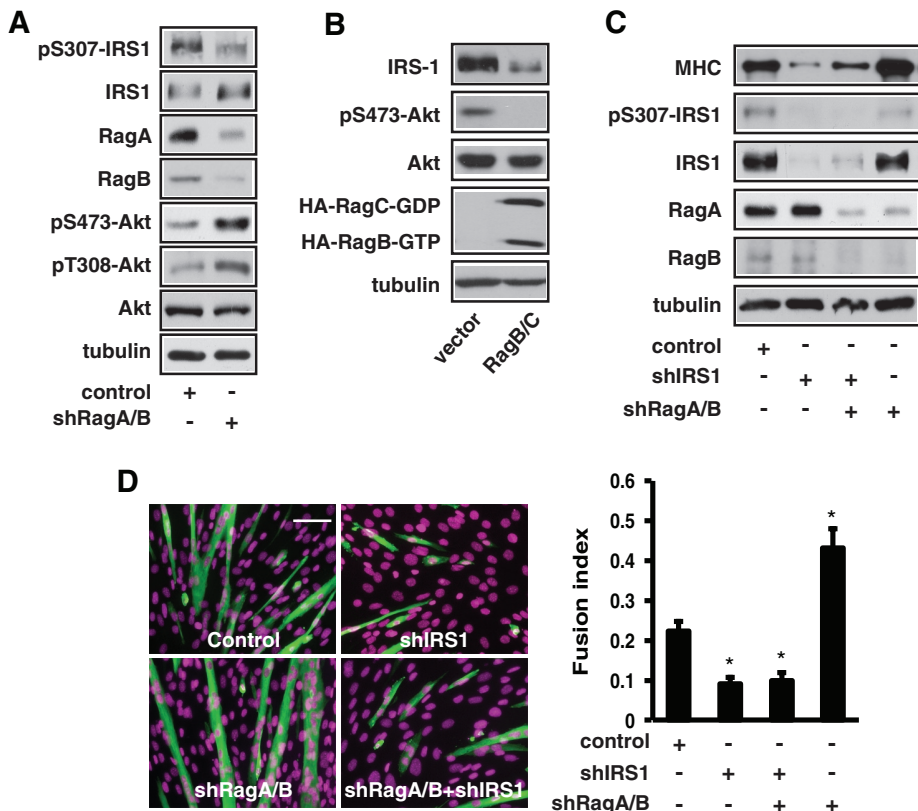 A
pS307-IRS1
IRS1
RagA
RagB
pS473-Akt
pT308-Akt
Akt
tubulin
control + -
shRagA/B - +
B
IRS-1
pS473-Akt
Akt
HA-RagC-GDP
HA-RagB-GTP
tubulin
vector
RagB/C
C
MHC
pS307-IRS1
IRS1
RagA
RagB
tubulin
control + - - -
shIRS1 - + + -
shRagA/B - - + +
D
Control
shIRS1
shRagA/B
shRagA/B+shIRS1
Fusion index
0.6
0.5
0.4
0.3
0.2
0.1
0
* * *
control + - - -
shIRS1 - + + -
shRagA/B - - + +